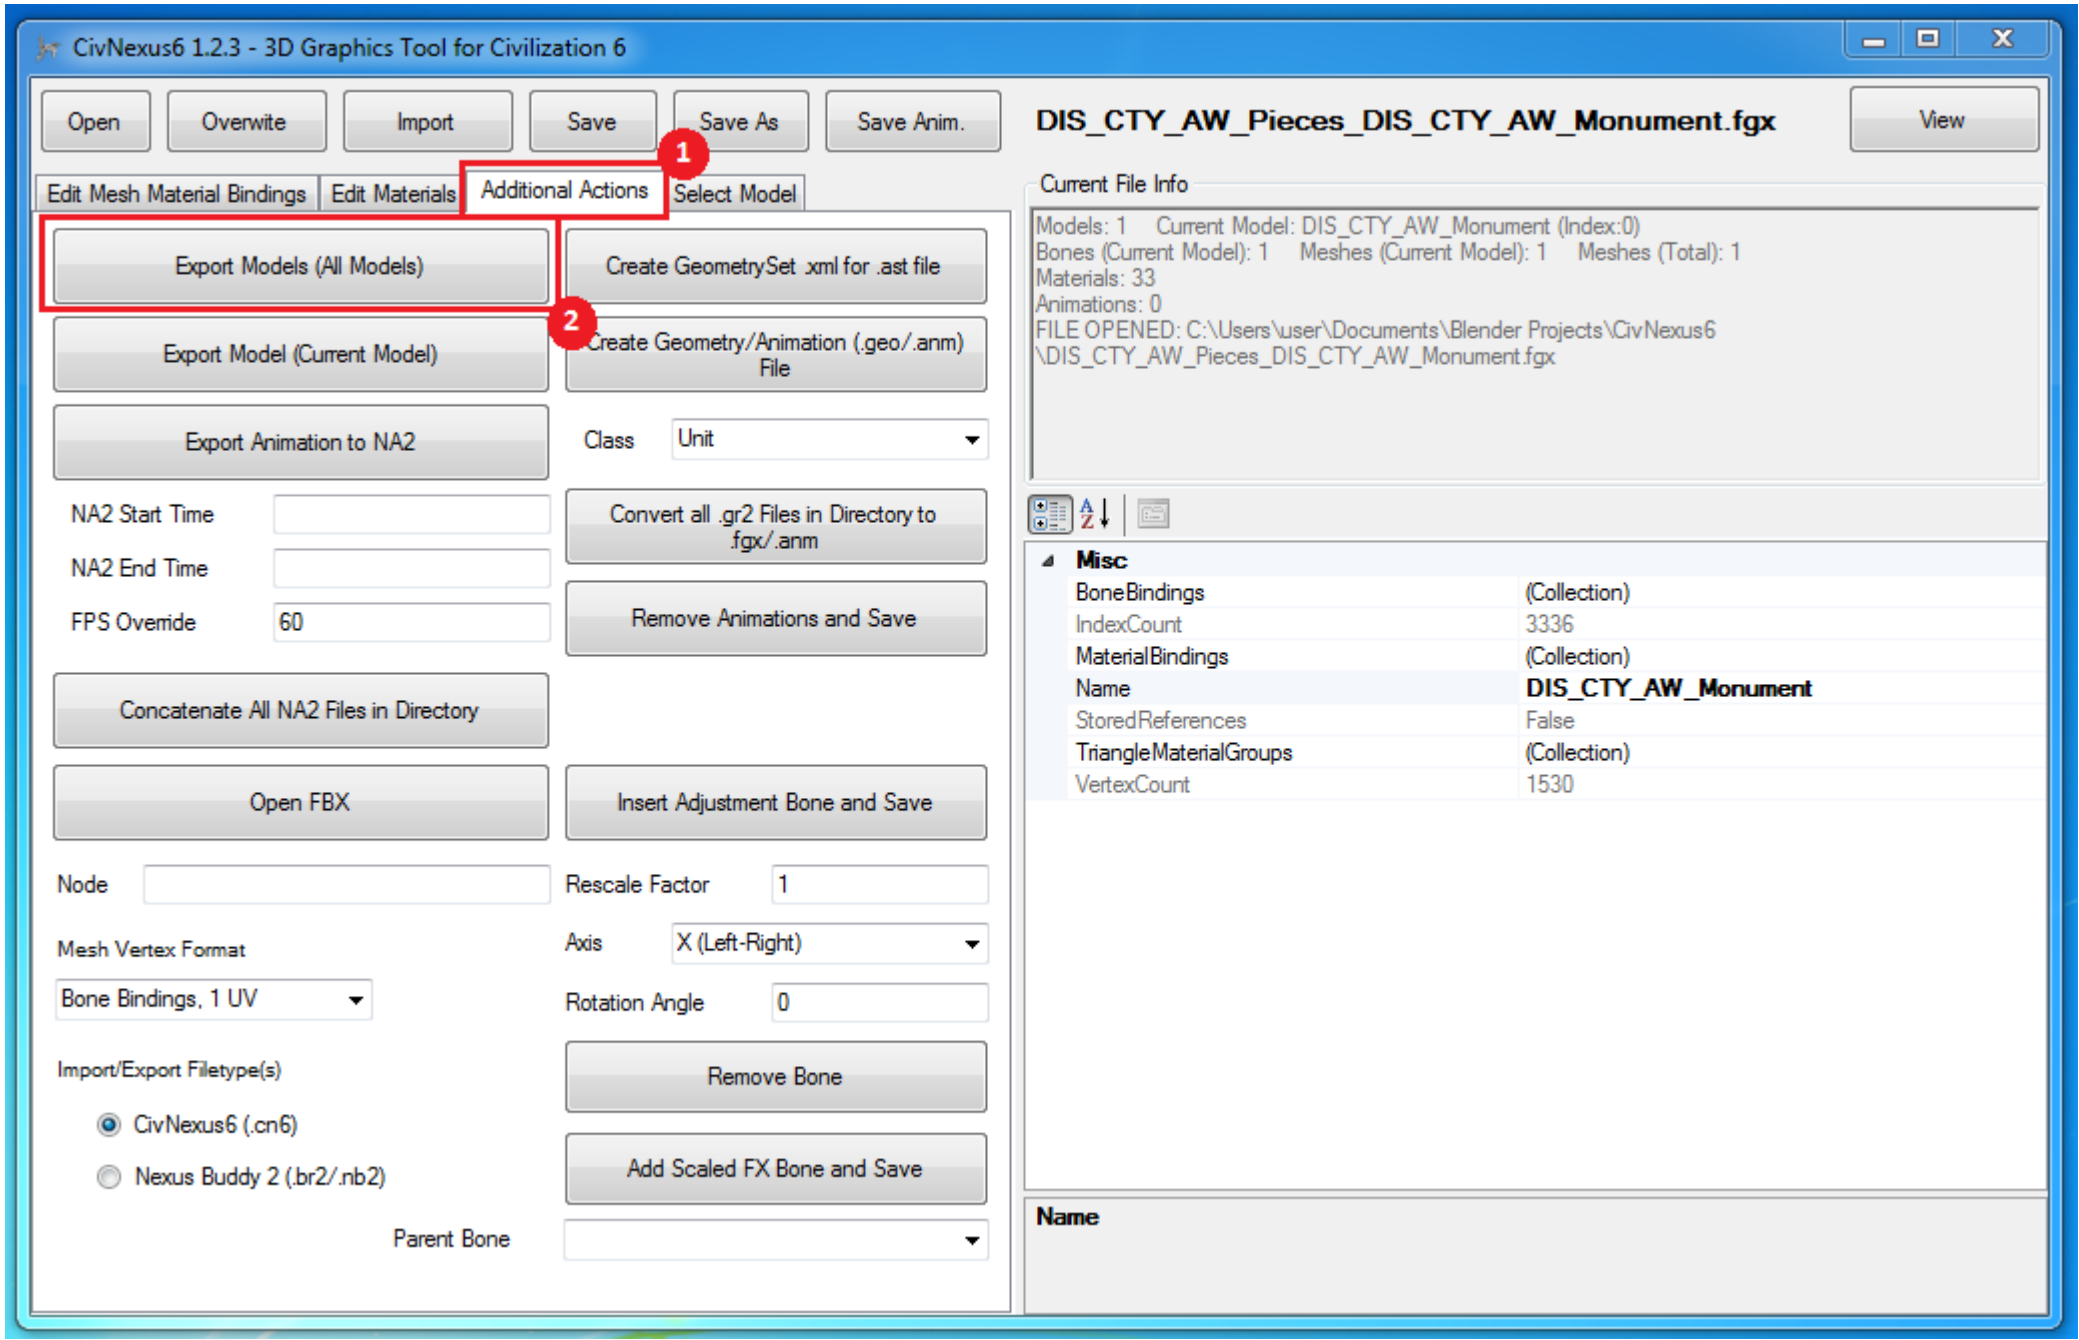 CivNexus6 1.2.3 - 3D Graphics Tool for Civilization 6
Open
Overwite
Import
Save
Save As
Save Anim.
DIS_CTY_AW_Pieces_DIS_CTY_AW_Monument.fgx
View
1
Edit Mesh Material Bindings
Edit Materials
Additional Actions
Select Model
Export Models (All Models)
Create GeometrySet .xml for .ast file
2
Export Model (Current Model)
Create Geometry/Animation (.geo/.anm)
File
Export Animation to NA2
Class
Unit
NA2 Start Time
Convert all .gr2 Files in Directory to
.fgx/.anm
NA2 End Time
FPS Override
60
Remove Animations and Save
Concatenate All NA2 Files in Directory
Open FBX
Insert Adjustment Bone and Save
Node
Rescale Factor
1
Mesh Vertex Format
Axis
X (Left-Right)
Bone Bindings, 1 UV
Rotation Angle
0
Import/Export Filetype(s)
Remove Bone
CivNexus6 (.cn6)
Nexus Buddy 2 (.br2/.nb2)
Add Scaled FX Bone and Save
Parent Bone
Current File Info
Models: 1 Current Model: DIS_CTY_AW_Monument (Index:0)
Bones (Current Model): 1 Meshes (Current Model): 1 Meshes (Total): 1
Materials: 33
Animations: 0
FILE OPENED: C:\Users\user\Documents\Blender Projects\CivNexus6
\DIS_CTY_AW_Pieces_DIS_CTY_AW_Monument.fgx
Misc
BoneBindings (Collection)
IndexCount 3336
MaterialBindings (Collection)
Name DIS_CTY_AW_Monument
StoredReferences False
TriangleMaterialGroups (Collection)
VertexCount 1530
Name